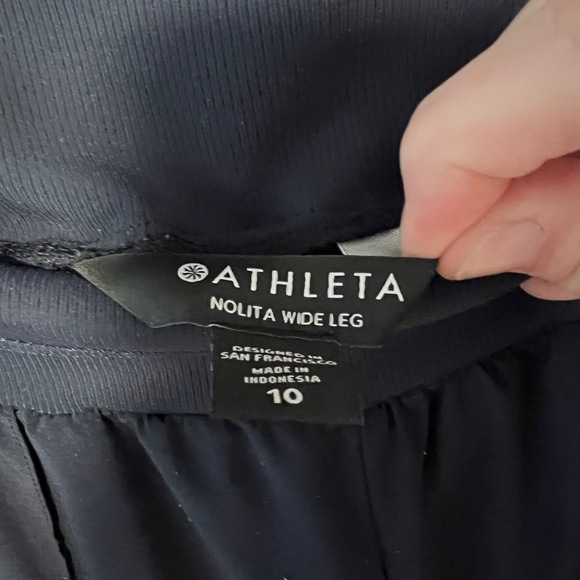 ATHLETA
NOLITA WIDE LEG
DESIGNED IN
SAN FRANCISCO
MADE IN
INDONESIA
10